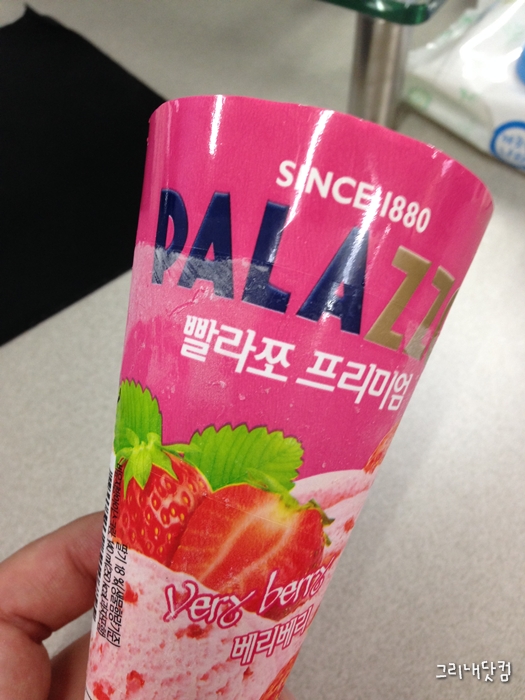 SINCE 1880
PALAZZ
빨라쪼 프리미엄
very berry
베리베리
그리내닷컴